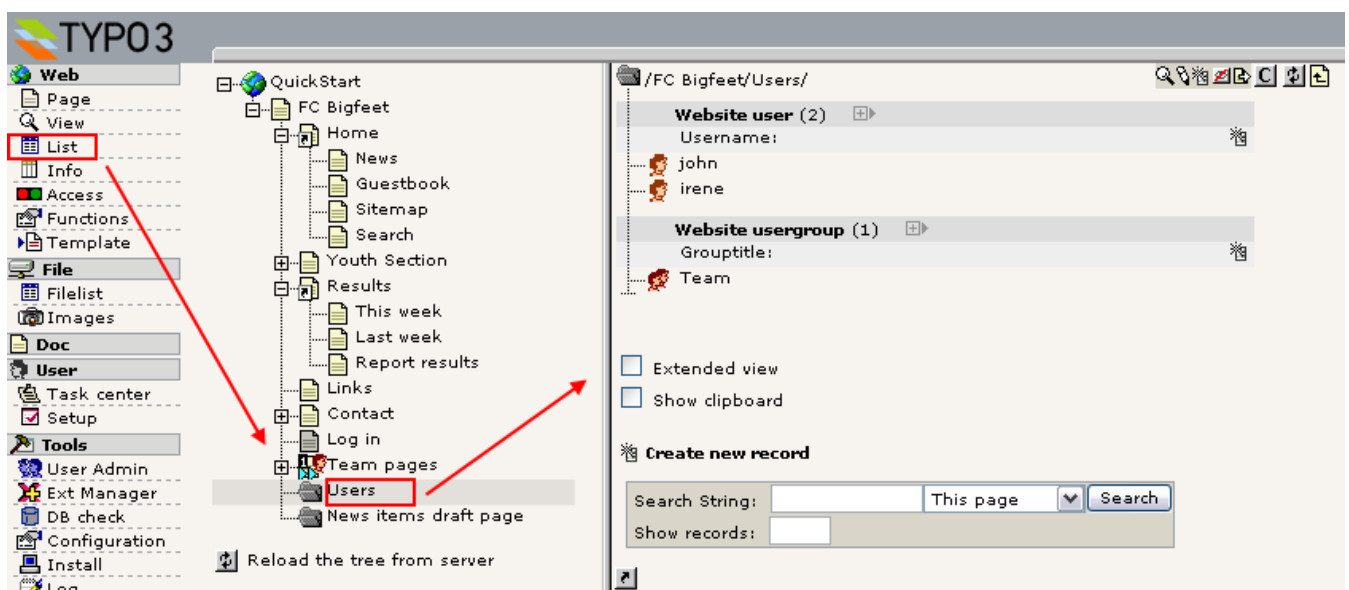 TYPO3
Web
Page
View
List
Info
Access
Functions
Template
File
Filelist
Images
Doc
User
Task center
Setup
Tools
User Admin
Ext Manager
DB check
Configuration
Install
Log
QuickStart
FC Bigfeet
Home
News
Guestbook
Sitemap
Search
Youth Section
Results
This week
Last week
Report results
Links
Contact
Log in
Team pages
Users
News items draft page
Reload the tree from server
/FC Bigfeet/Users/
C
Website user (2)
Username:
john
irene
Website usergroup (1)
Grouptitle:
Team
Extended view
Show clipboard
Create new record
Search String: This page Search
Show records: